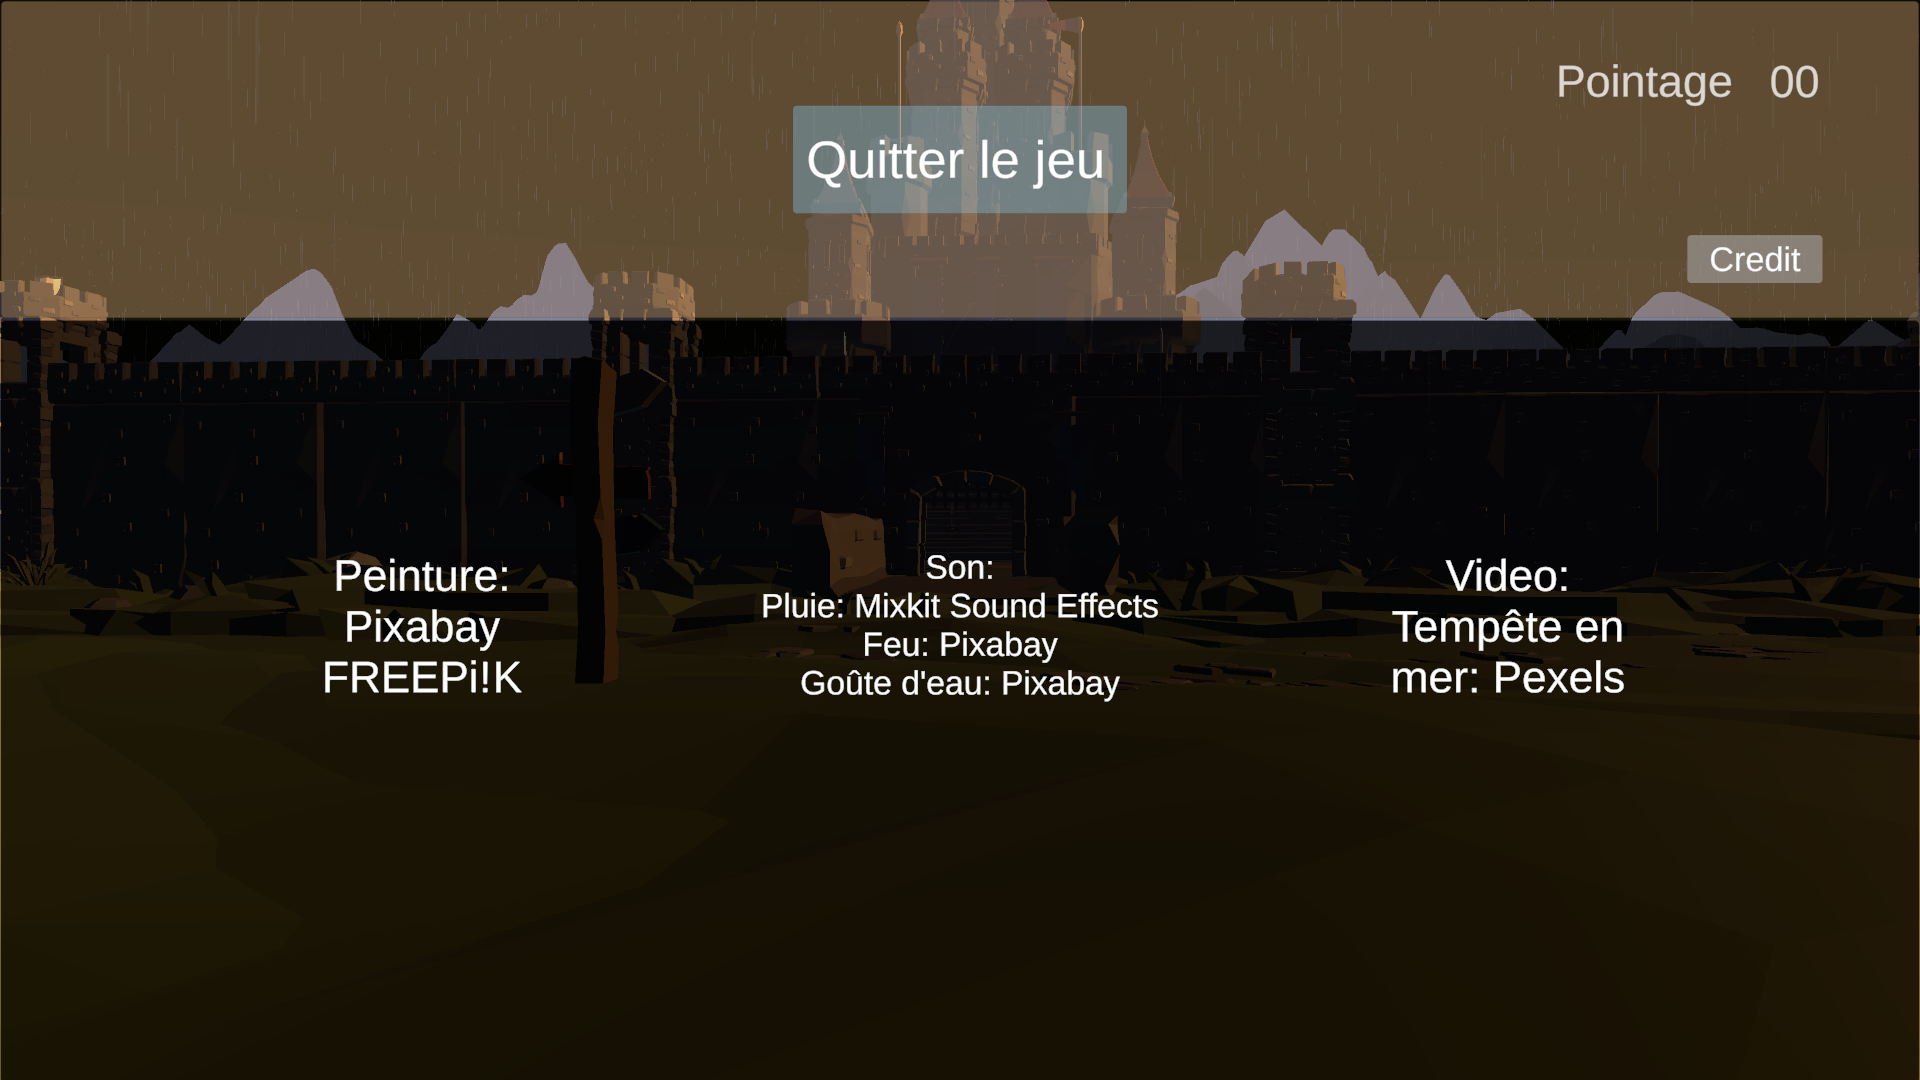 Pointage 00
Quitter le jeu
Credit
Peinture:
Pixabay
FREEPi!K
Son:
Pluie: Mixkit Sound Effects
Feu: Pixabay
Goûte d'eau: Pixabay
Video:
Tempête en
mer: Pexels